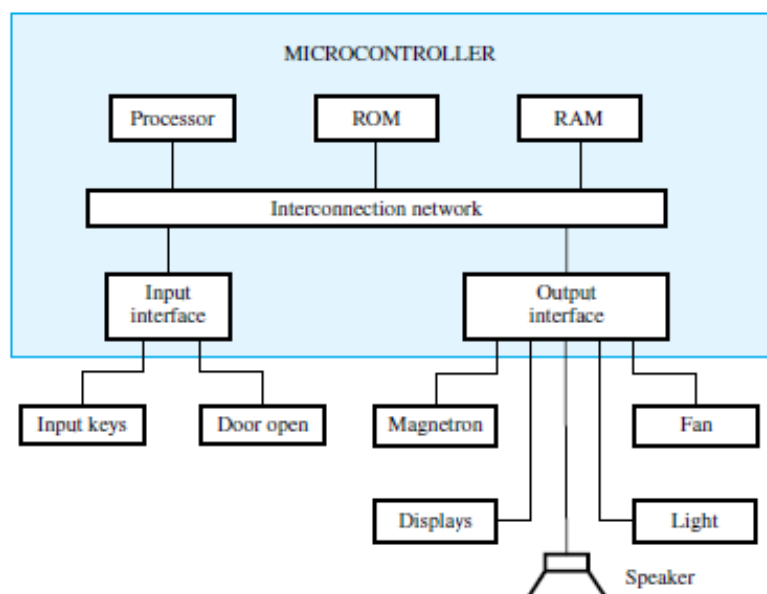 MICROCONTROLLER
Processor
ROM
RAM
Interconnection network
Input
interface
Output
interface
Input keys
Door open
Magnetron
Fan
Displays
Light
Speaker